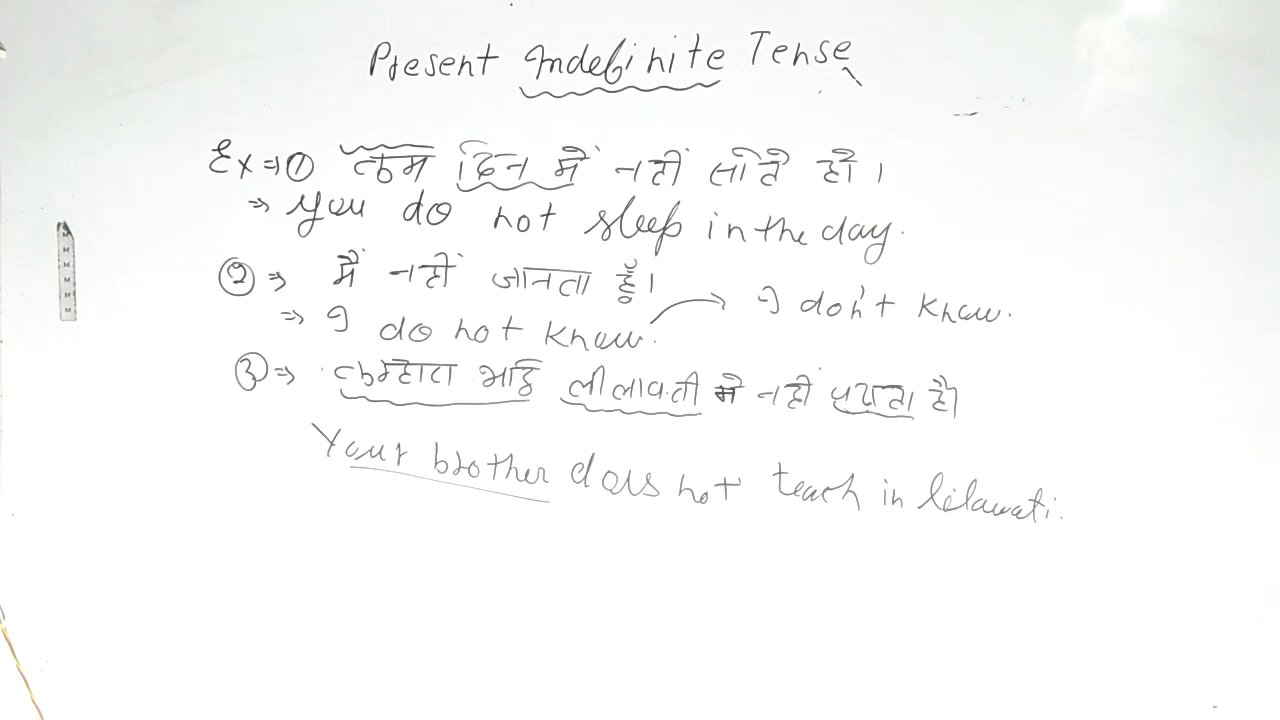 Present Indefinite Tense
Ex ⇒ ① तुम दिन में नहीं सोते हो।
⇒ you do not sleep in the day.
② ⇒ मैं नहीं जानता हूँ।
⇒ I do not know. → I don't know.
③ ⇒ तुम्हारा भाई लीलावती में नहीं पढाता है।
Your brother does not teach in lilawati.